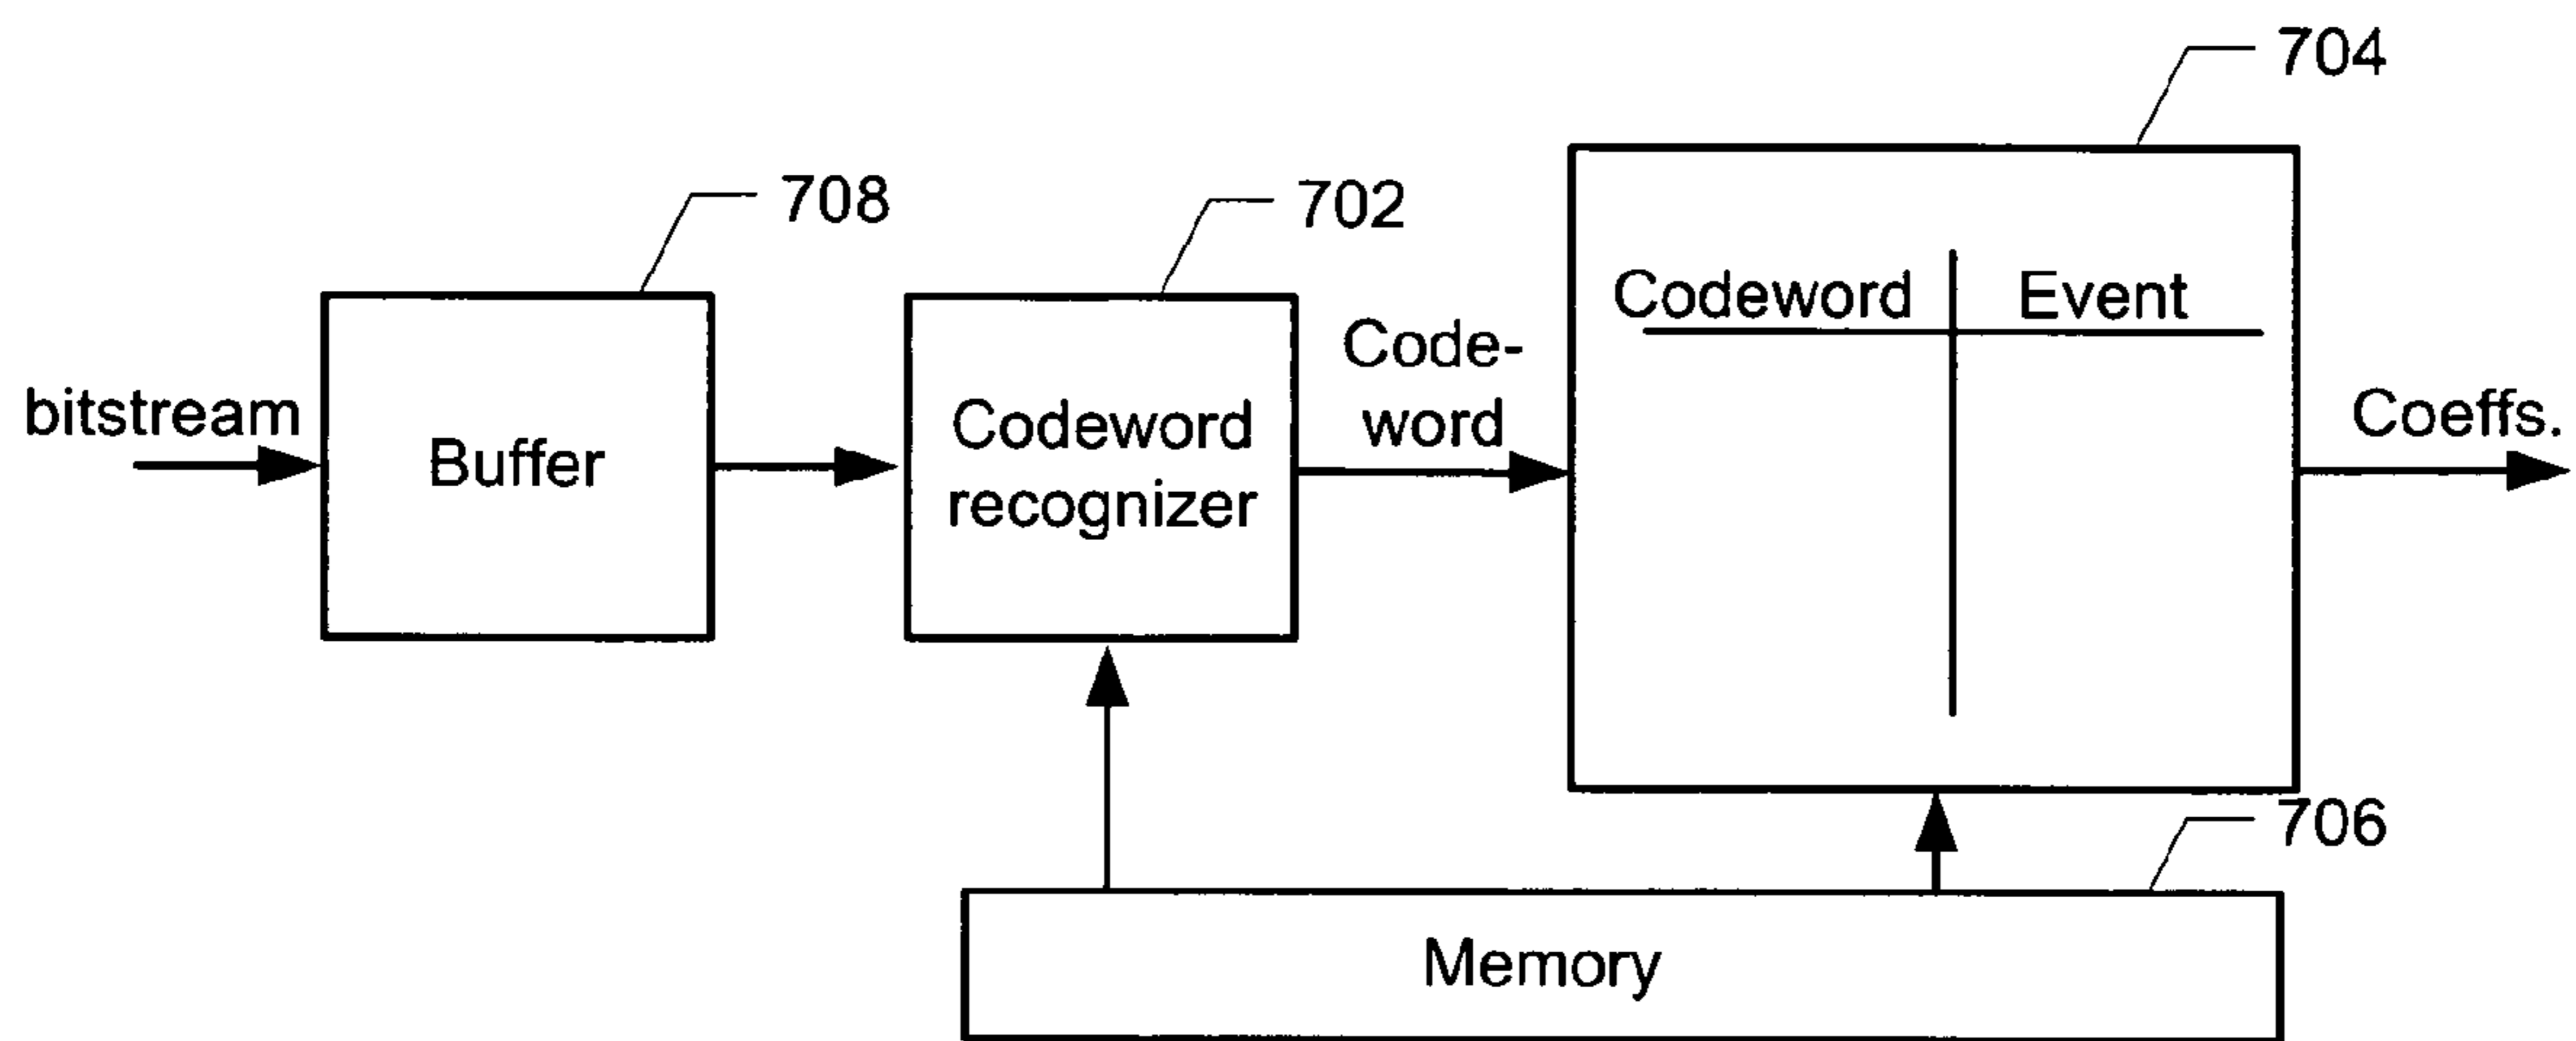 704
708
702
Codeword
Event
Code-
word
bitstream
Buffer
Codeword
recognizer
Coeffs.
706
Memory